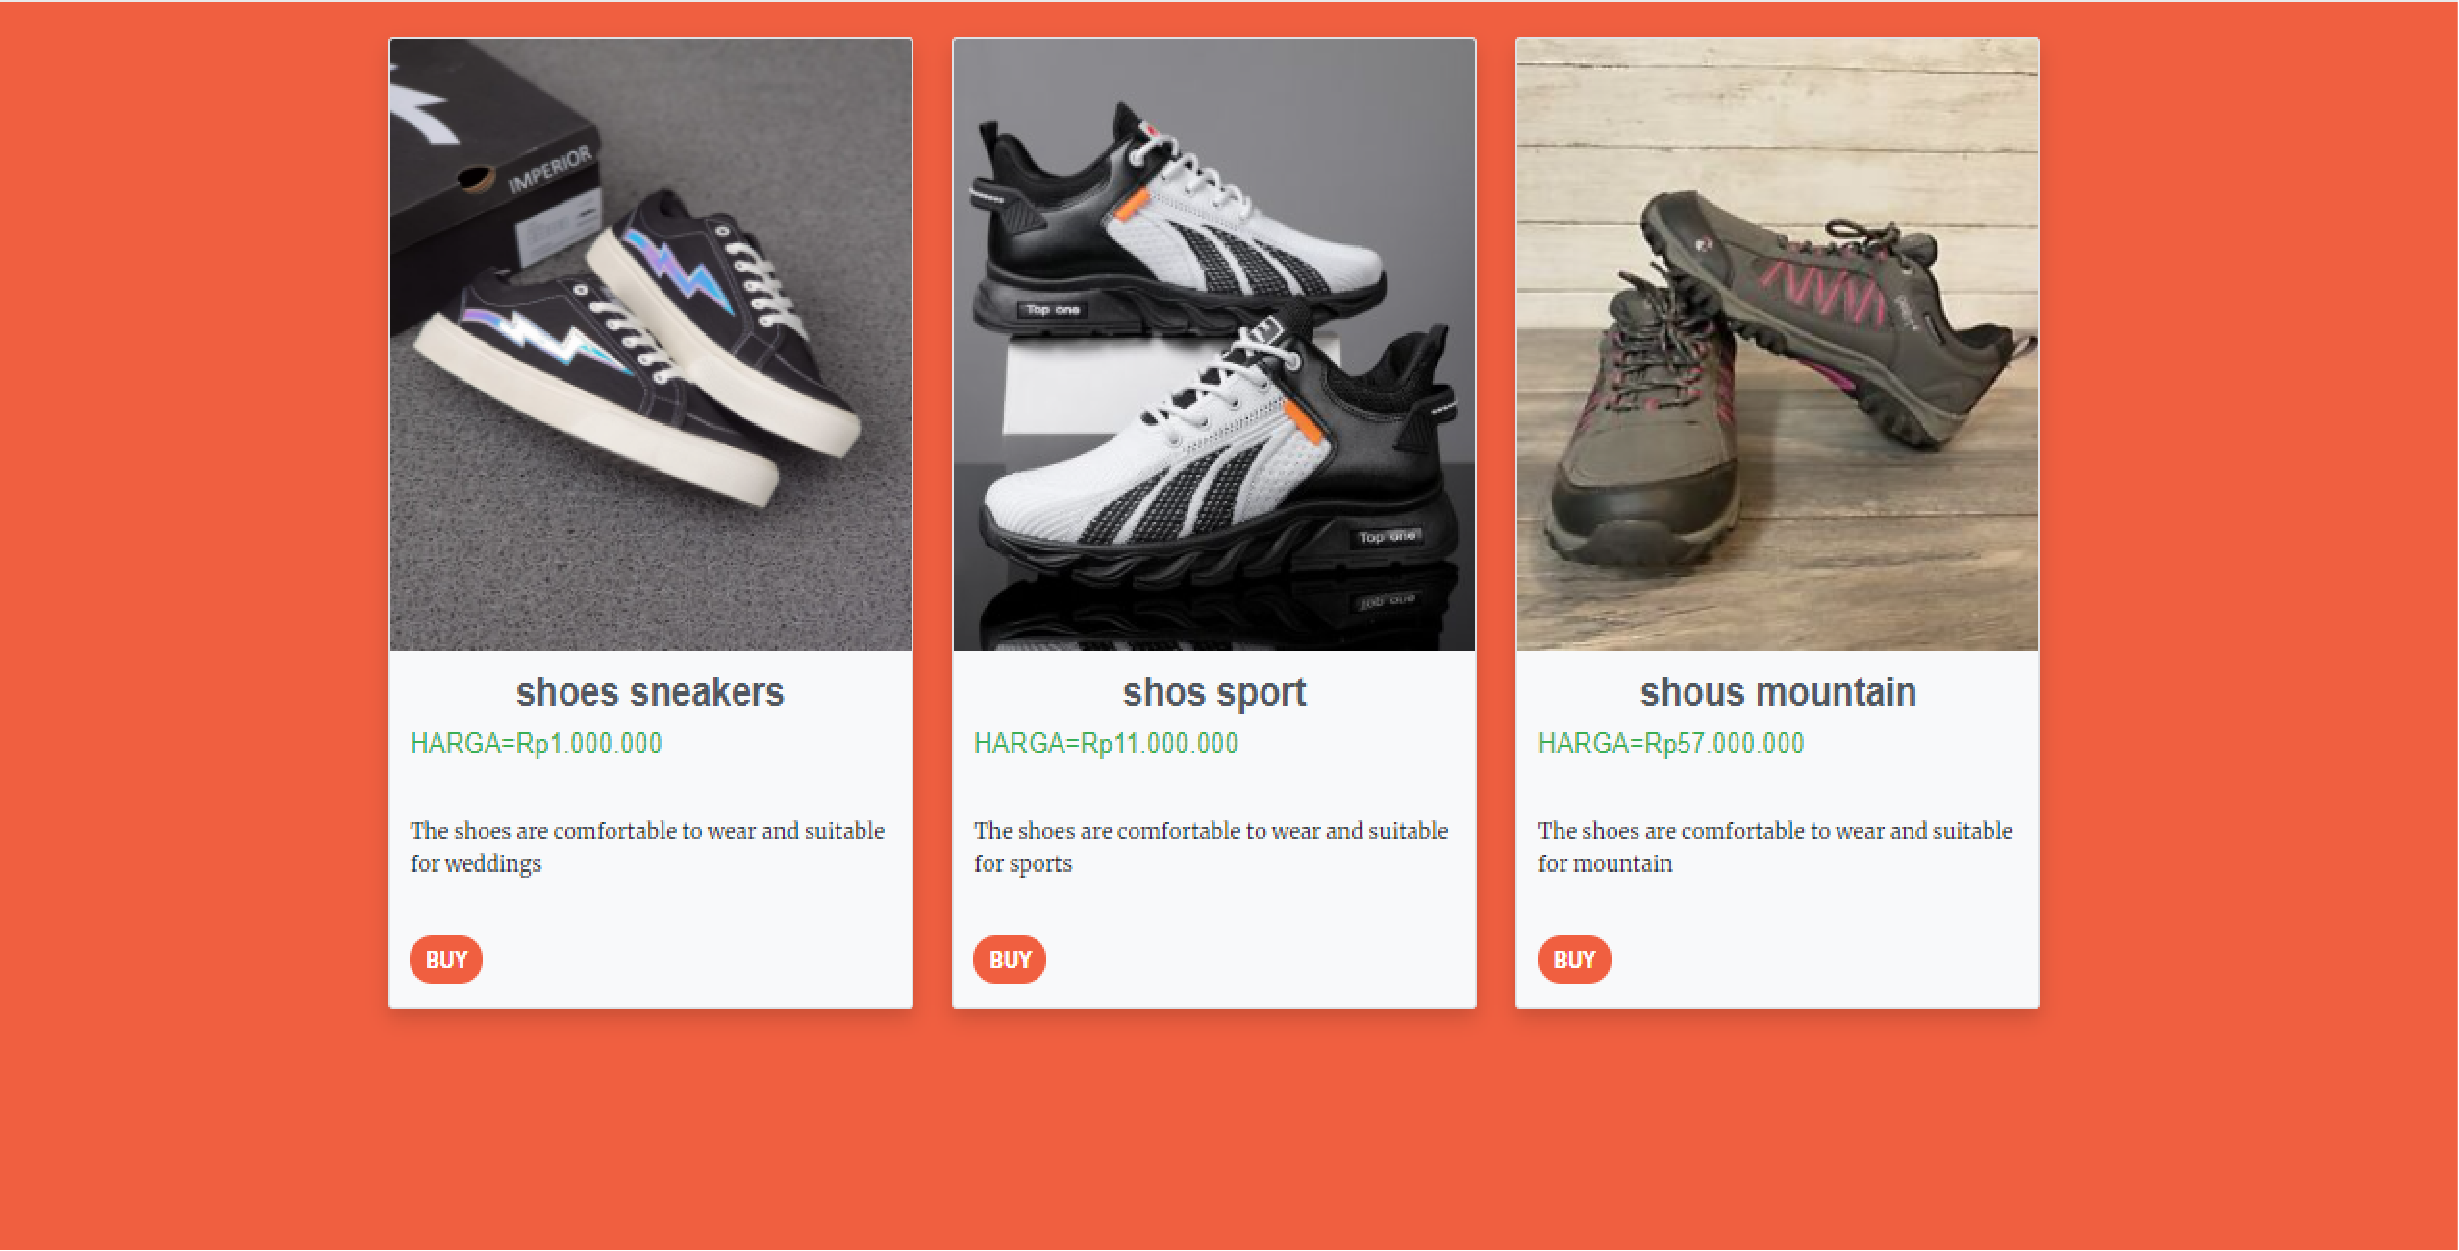 IMPERIOR
Top one
Top one
shoes sneakers
HARGA=Rp1.000.000
The shoes are comfortable to wear and suitable
for weddings
BUY
shos sport
HARGA=Rp11.000.000
The shoes are comfortable to wear and suitable
for sports
BUY
shous mountain
HARGA=Rp57.000.000
The shoes are comfortable to wear and suitable
for mountain
BUY